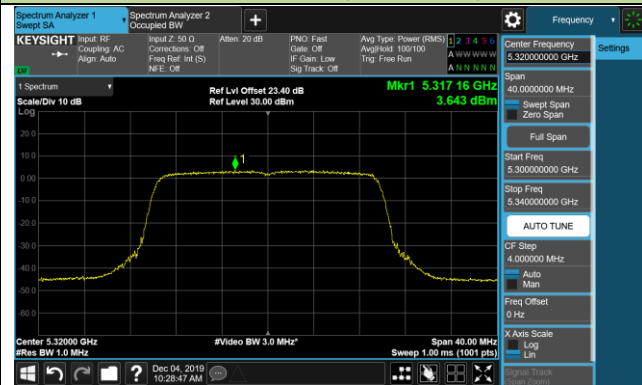 Spectrum Analyzer 1
Swept SA
Spectrum Analyzer 2
Occupied BW
Frequency
KEYSIGHT
Input: RF
Coupling: AC
Align: Auto
Input Z: 50 Ω
Corrections: Off
Freq Ref: Int (S)
NFE: Off
Atten: 20 dB
PNO: Fast
Gate: Off
IF Gain: Low
Sig Track: Off
Avg Type: Power (RMS)
Avg|Hold: 100/100
Trig: Free Run
1 2 3 4 5 6
A W W W W W
A N N N N N
LXI
1 Spectrum
Scale/Div 10 dB
Log
Ref Lvl Offset 23.40 dB
Ref Level 30.00 dBm
Mkr1 5.317 16 GHz
3.643 dBm
20.0
10.0
0.00
-10.0
-20.0
-30.0
-40.0
-50.0
-60.0
1
Center 5.32000 GHz
#Res BW 1.0 MHz
#Video BW 3.0 MHz*
Span 40.00 MHz
Sweep 1.00 ms (1001 pts)
Dec 04, 2019
10:28:47 AM
Center Frequency
5.320000000 GHz
Settings
Span
40.0000000 MHz
Swept Span
Zero Span
Full Span
Start Freq
5.300000000 GHz
Stop Freq
5.340000000 GHz
AUTO TUNE
CF Step
4.000000 MHz
Auto
Man
Freq Offset
0 Hz
X Axis Scale
Log
Lin
Signal Track
(Span Zoom)